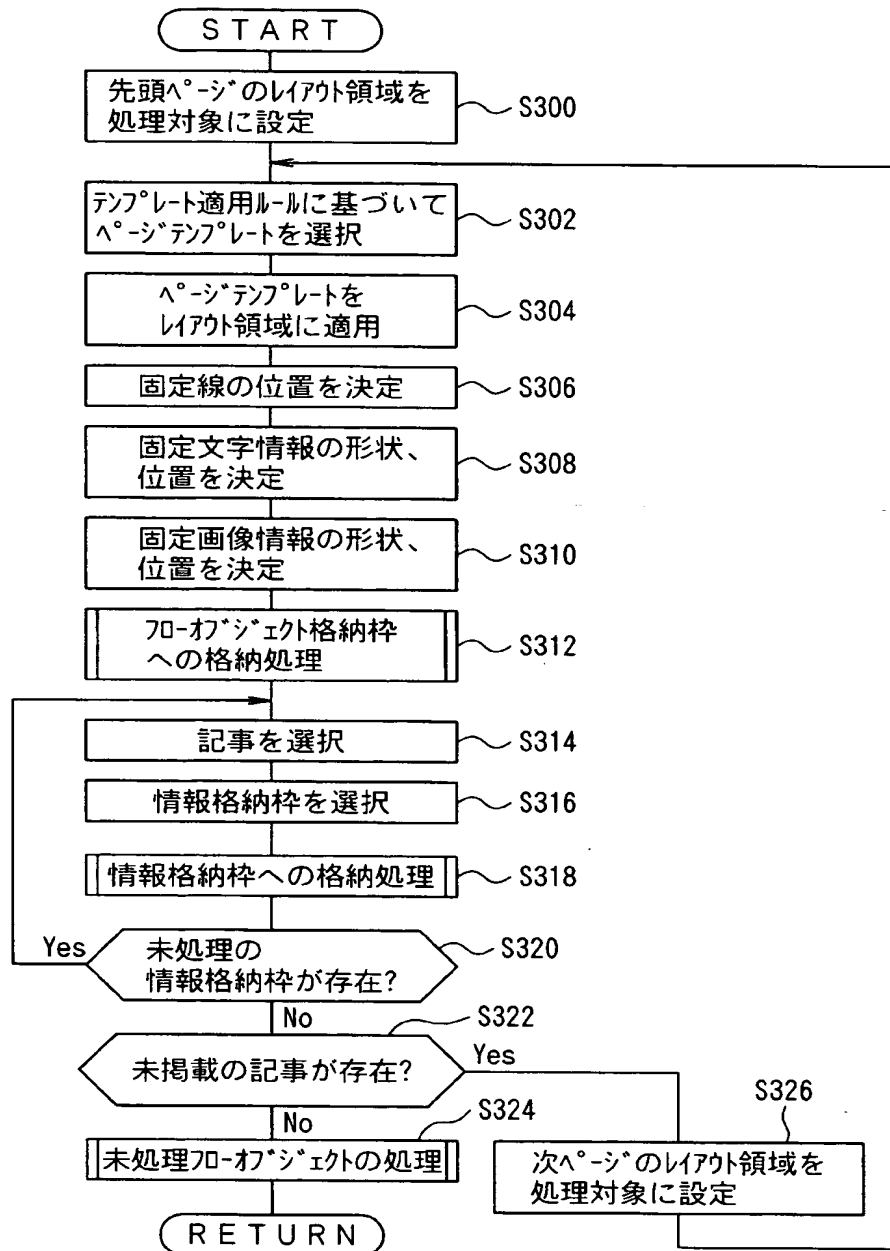 START
先頭ページのレイアウト領域を
処理対象に設定
S300
テンプレート適用ルールに基づいて
ページテンプレートを選択
S302
ページテンプレートを
レイアウト領域に適用
S304
固定線の位置を決定
S306
固定文字情報の形状、
位置を決定
S308
固定画像情報の形状、
位置を決定
S310
フローオブジェクト格納枠
への格納処理
S312
記事を選択
S314
情報格納枠を選択
S316
情報格納枠への格納処理
S318
Yes
未処理の
情報格納枠が存在?
S320
No
S322
未掲載の記事が存在?
Yes
No
S324
未処理フローオブジェクトの処理
S326
次ページのレイアウト領域を
処理対象に設定
RETURN